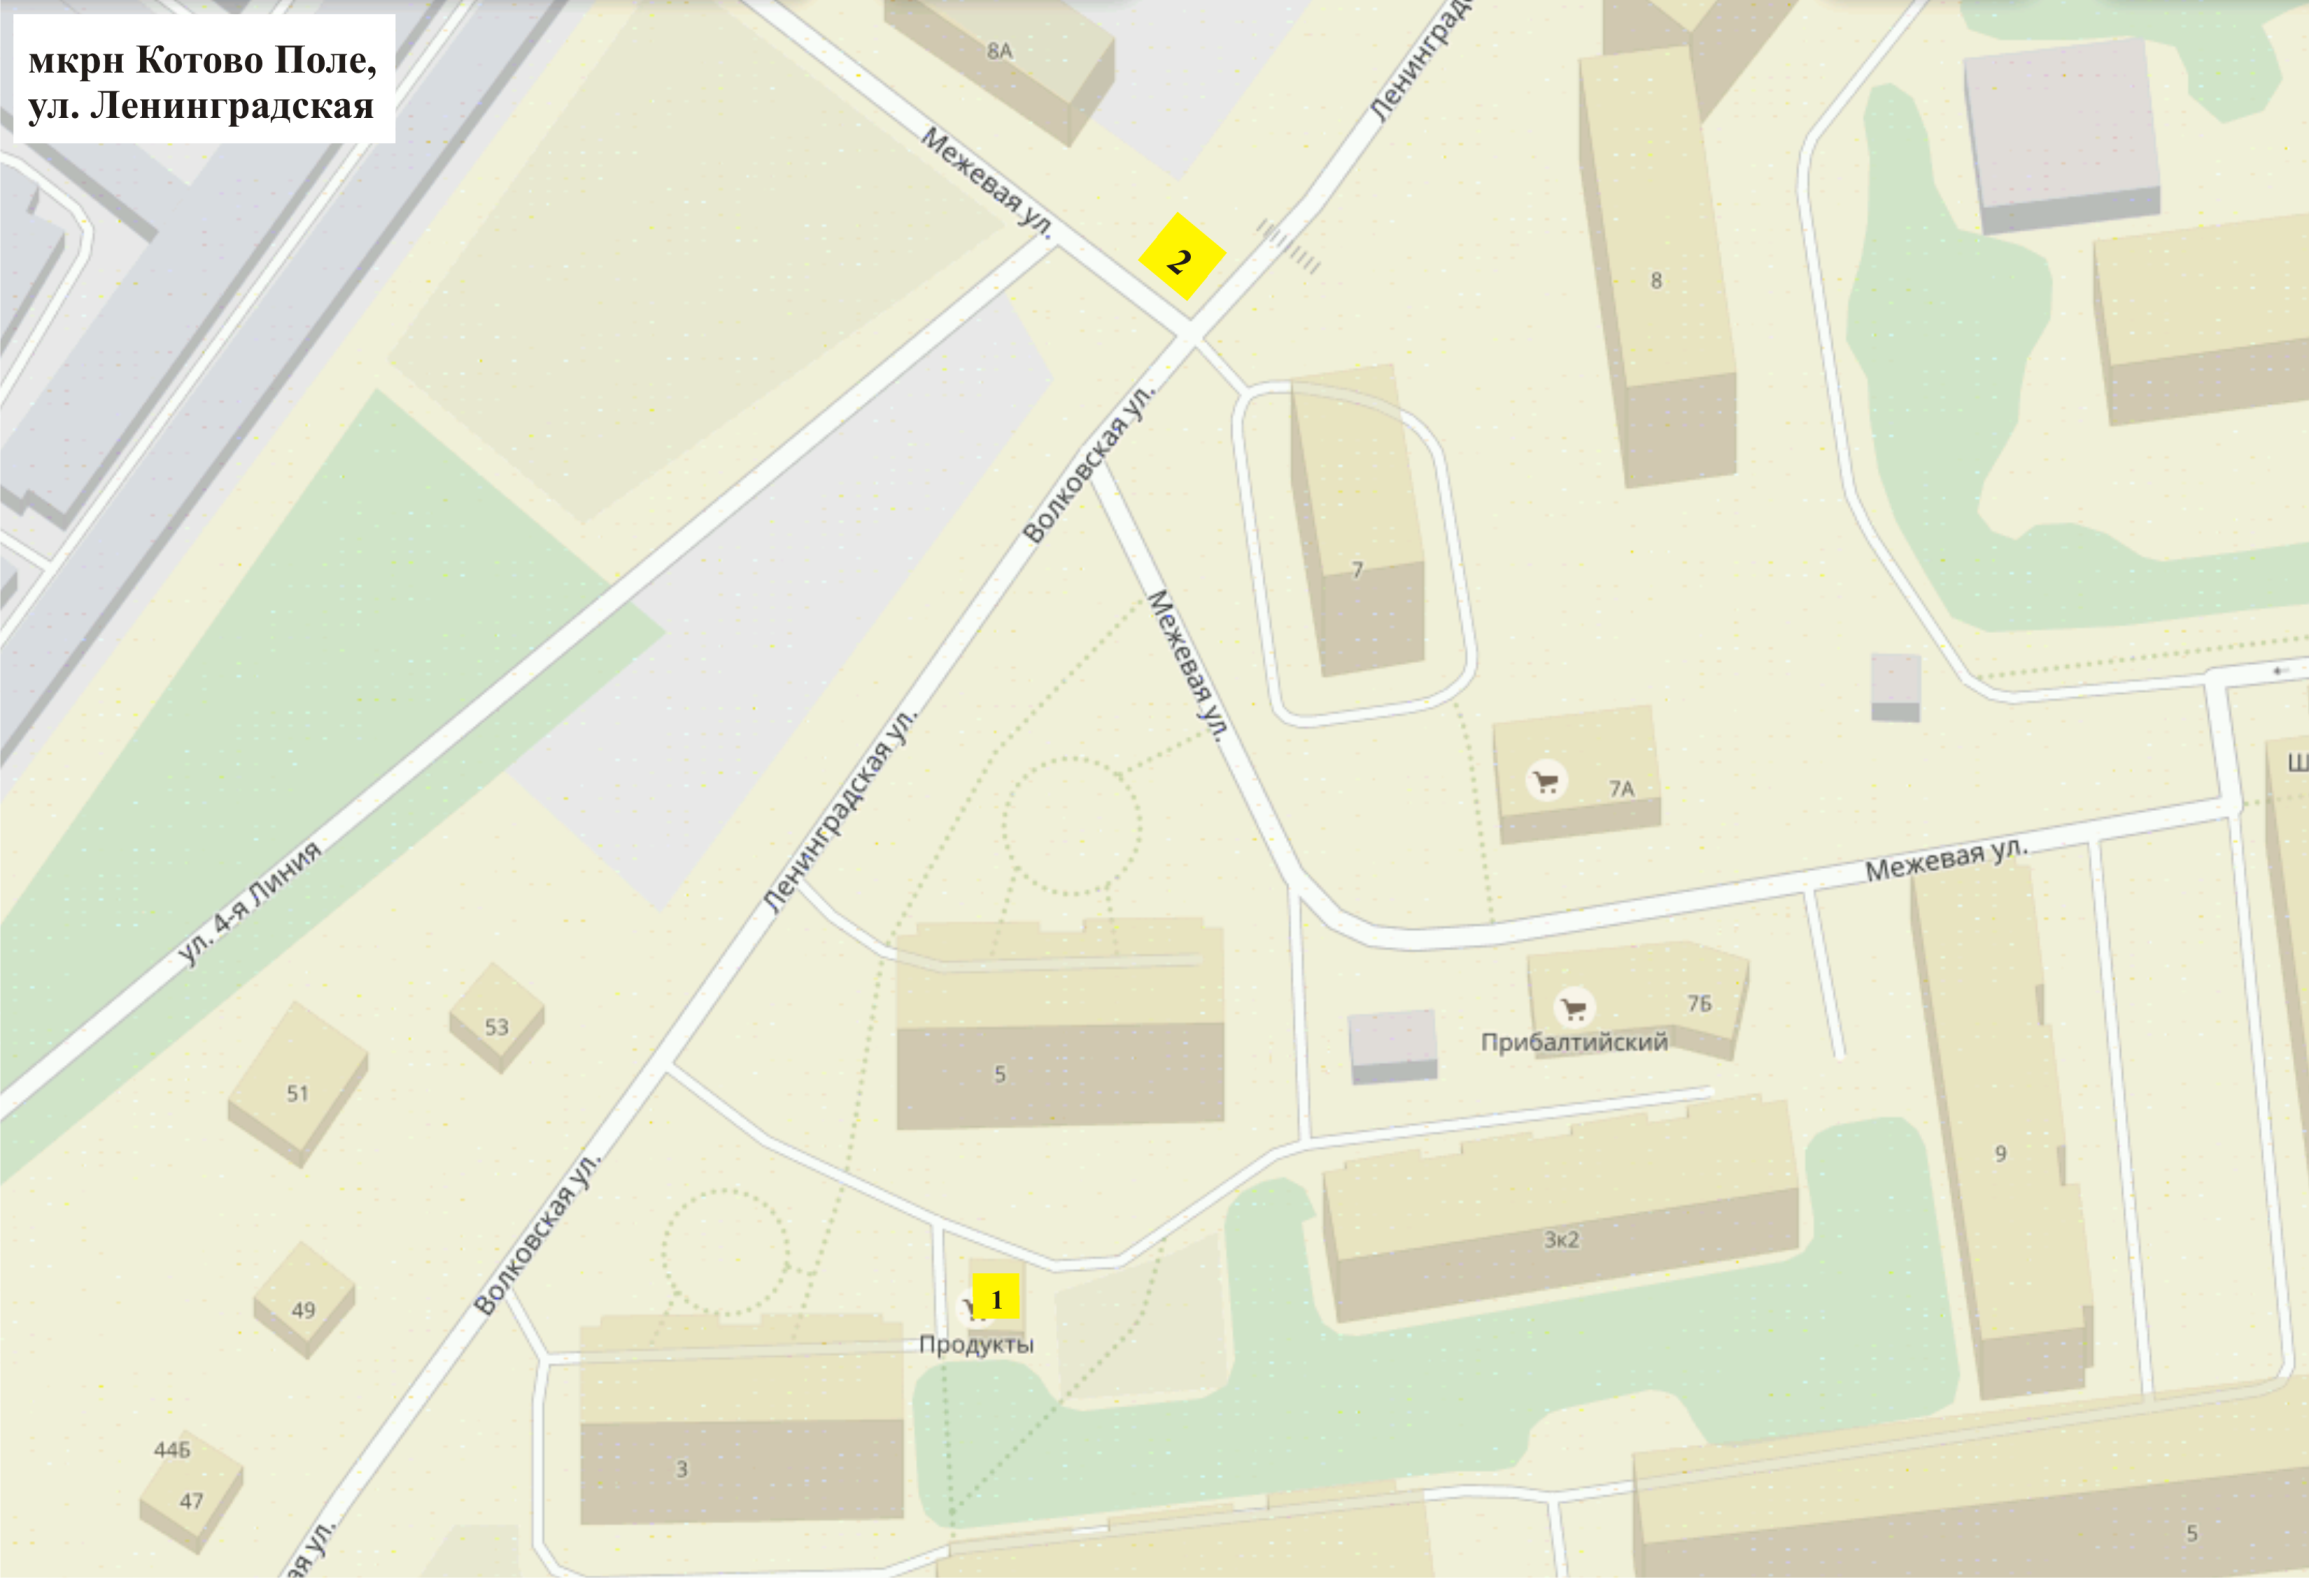 мкрн Котово Поле,
ул. Ленинградская
8А
Межевая ул.
2
8
Волковская ул.
7
Межевая ул.
Ленинградская ул.
7А
Межевая ул.
ул. 4-я Линия
53
51
5
7Б
Прибалтийский
9
3к2
Волковская ул.
49
1
Продукты
44Б
47
3
5